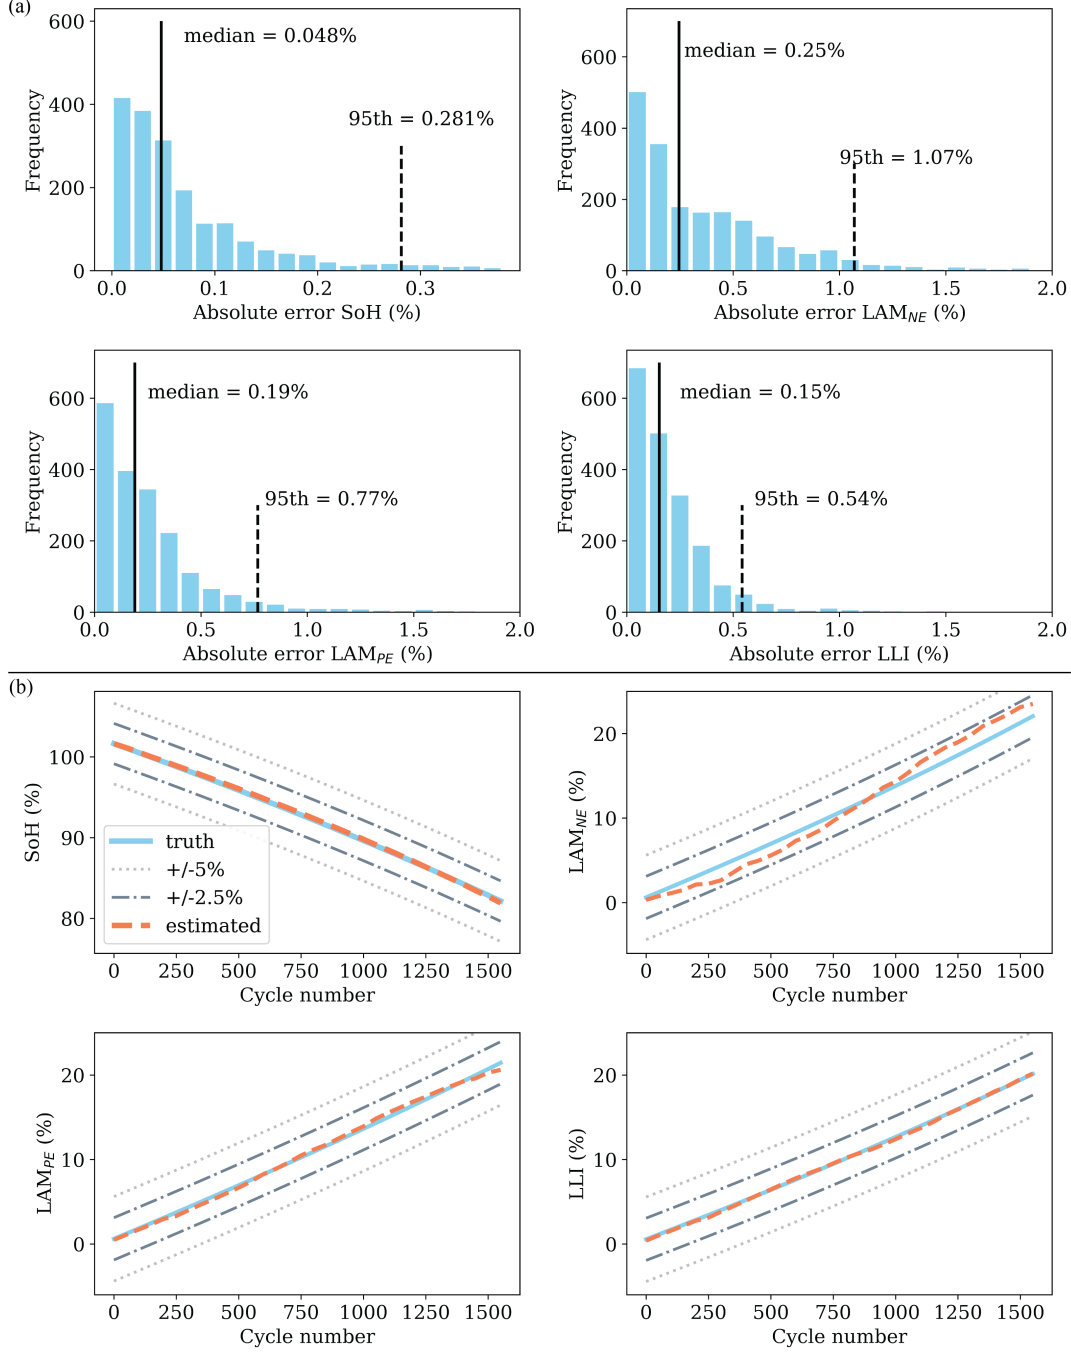 (a)
600
400
200
0
Frequency
median = 0.048%
95th = 0.281%
0.0 0.1 0.2 0.3
Absolute error SoH (%)
600
400
200
0
Frequency
median = 0.25%
95th = 1.07%
0.0 0.5 1.0 1.5 2.0
Absolute error LAM_NE (%)
600
400
200
0
Frequency
median = 0.19%
95th = 0.77%
0.0 0.5 1.0 1.5 2.0
Absolute error LAM_PE (%)
600
400
200
0
Frequency
median = 0.15%
95th = 0.54%
0.0 0.5 1.0 1.5 2.0
Absolute error LLI (%)
(b)
100
90
80
SoH (%)
truth
+/-5%
+/-2.5%
estimated
0 250 500 750 1000 1250 1500
Cycle number
20
10
0
LAM_NE (%)
0 250 500 750 1000 1250 1500
Cycle number
20
10
0
LAM_PE (%)
0 250 500 750 1000 1250 1500
Cycle number
20
10
0
LLI (%)
0 250 500 750 1000 1250 1500
Cycle number